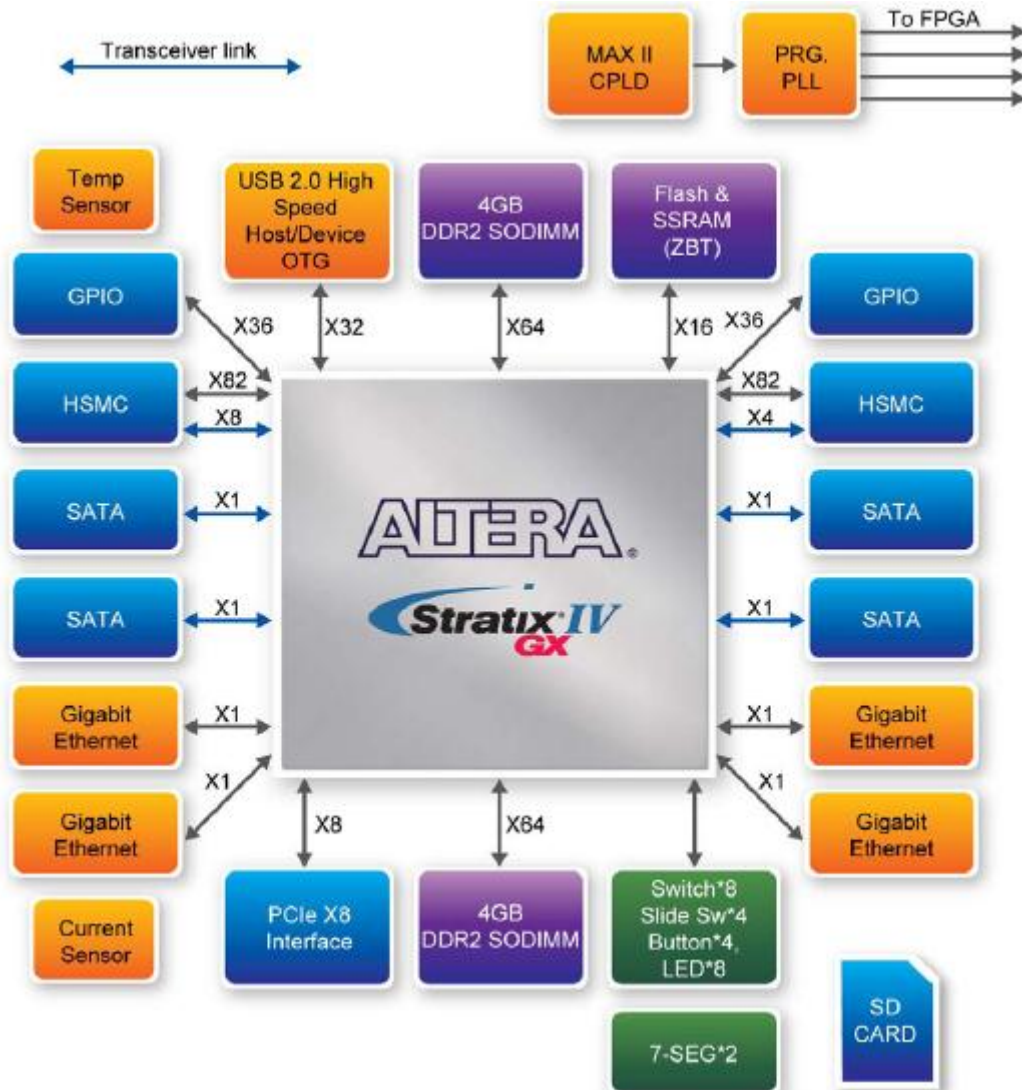 Transceiver link
MAX II
CPLD
PRG.
PLL
To FPGA
Temp
Sensor
USB 2.0 High
Speed
Host/Device
OTG
4GB
DDR2 SODIMM
Flash &
SSRAM
(ZBT)
GPIO
X36
X32
X64
X16
X36
GPIO
HSMC
X82
X8
X82
X4
HSMC
SATA
X1
X1
SATA
ALTERA®
Stratix® IV
GX
SATA
X1
X1
SATA
Gigabit
Ethernet
X1
X1
Gigabit
Ethernet
Gigabit
Ethernet
X1
X1
Gigabit
Ethernet
X8
X64
Current
Sensor
PCIe X8
Interface
4GB
DDR2 SODIMM
Switch*8
Slide Sw*4
Button*4,
LED*8
7-SEG*2
SD
CARD